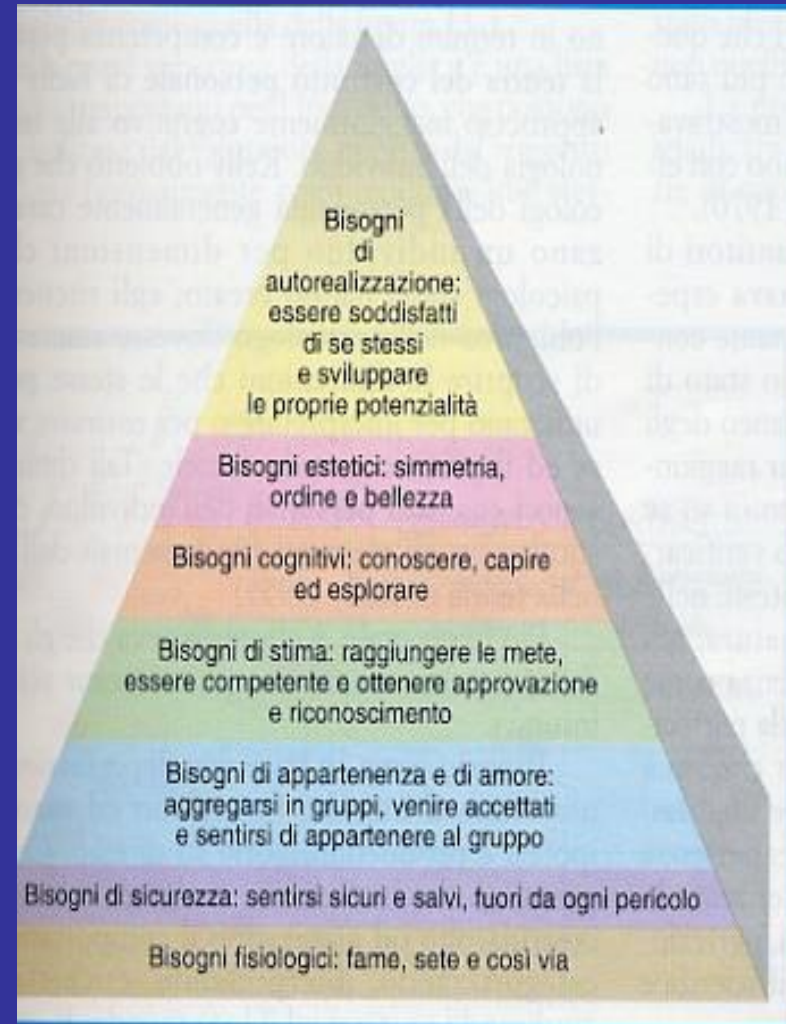 Bisogni
di
autorealizzazione:
essere soddisfatti
di se stessi
e sviluppare
le proprie potenzialità
Bisogni estetici: simmetria,
ordine e bellezza
Bisogni cognitivi: conoscere, capire
ed esplorare
Bisogni di stima: raggiungere le mete,
essere competente e ottenere approvazione
e riconoscimento
Bisogni di appartenenza e di amore:
aggregarsi in gruppi, venire accettati
e sentirsi di appartenere al gruppo
Bisogni di sicurezza: sentirsi sicuri e salvi, fuori da ogni pericolo
Bisogni fisiologici: fame, sete e così via